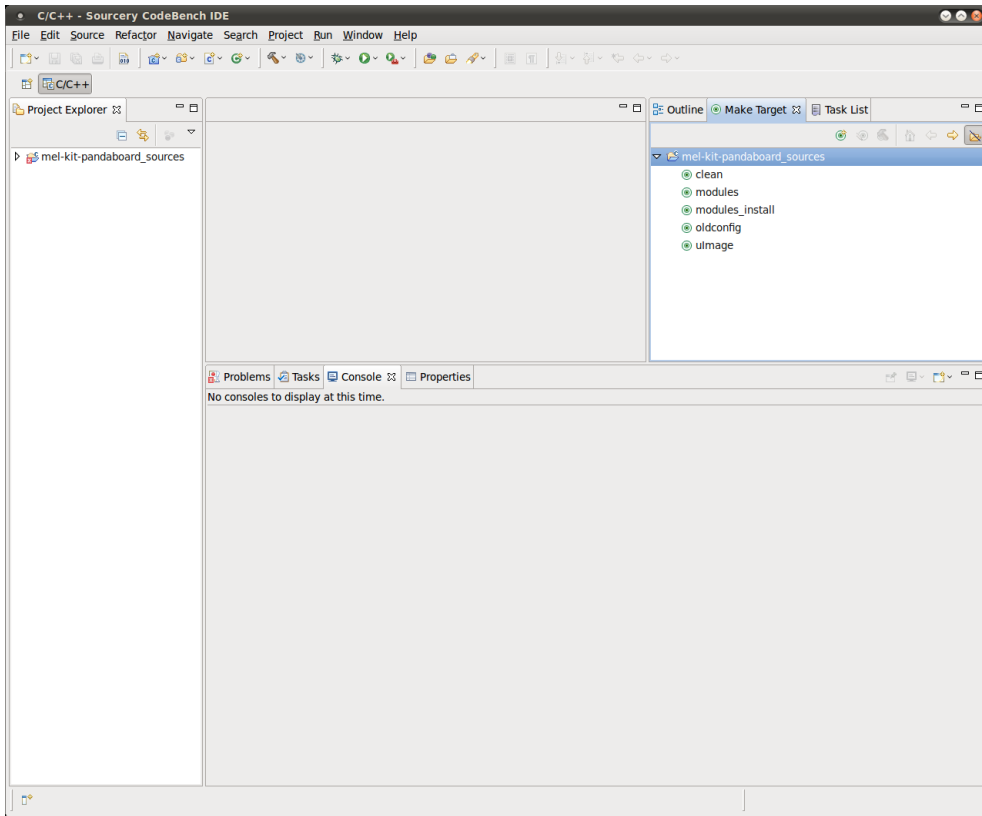 C/C++ - Sourcery CodeBench IDE
File Edit Source Refactor Navigate Search Project Run Window Help
C/C++
Project Explorer
Outline Make Target Task List
mel-kit-pandaboard_sources
mel-kit-pandaboard_sources
clean
modules
modules_install
oldconfig
uImage
Problems Tasks Console Properties
No consoles to display at this time.